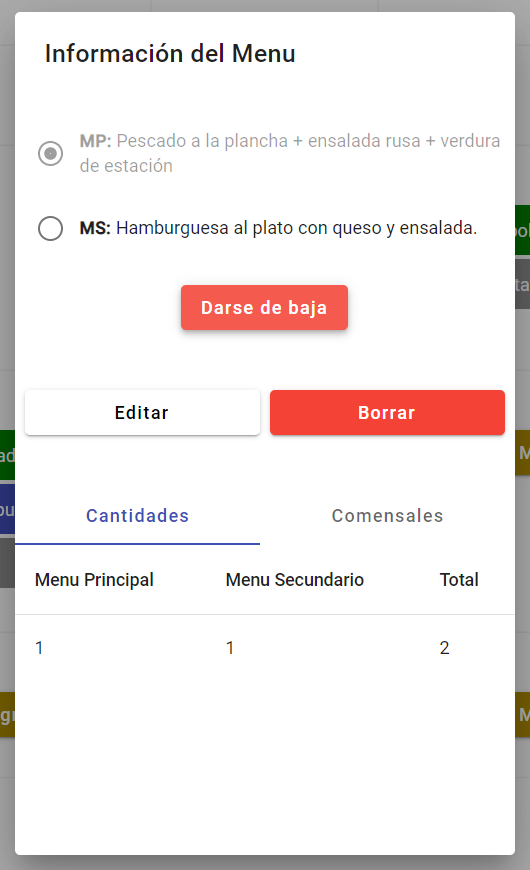 Información del Menu
MP: Pescado a la plancha + ensalada rusa + verdura
de estación
MS: Hamburguesa al plato con queso y ensalada.
Darse de baja
Editar
Borrar
Cantidades
Comensales
Menu Principal
Menu Secundario
Total
1
1
2